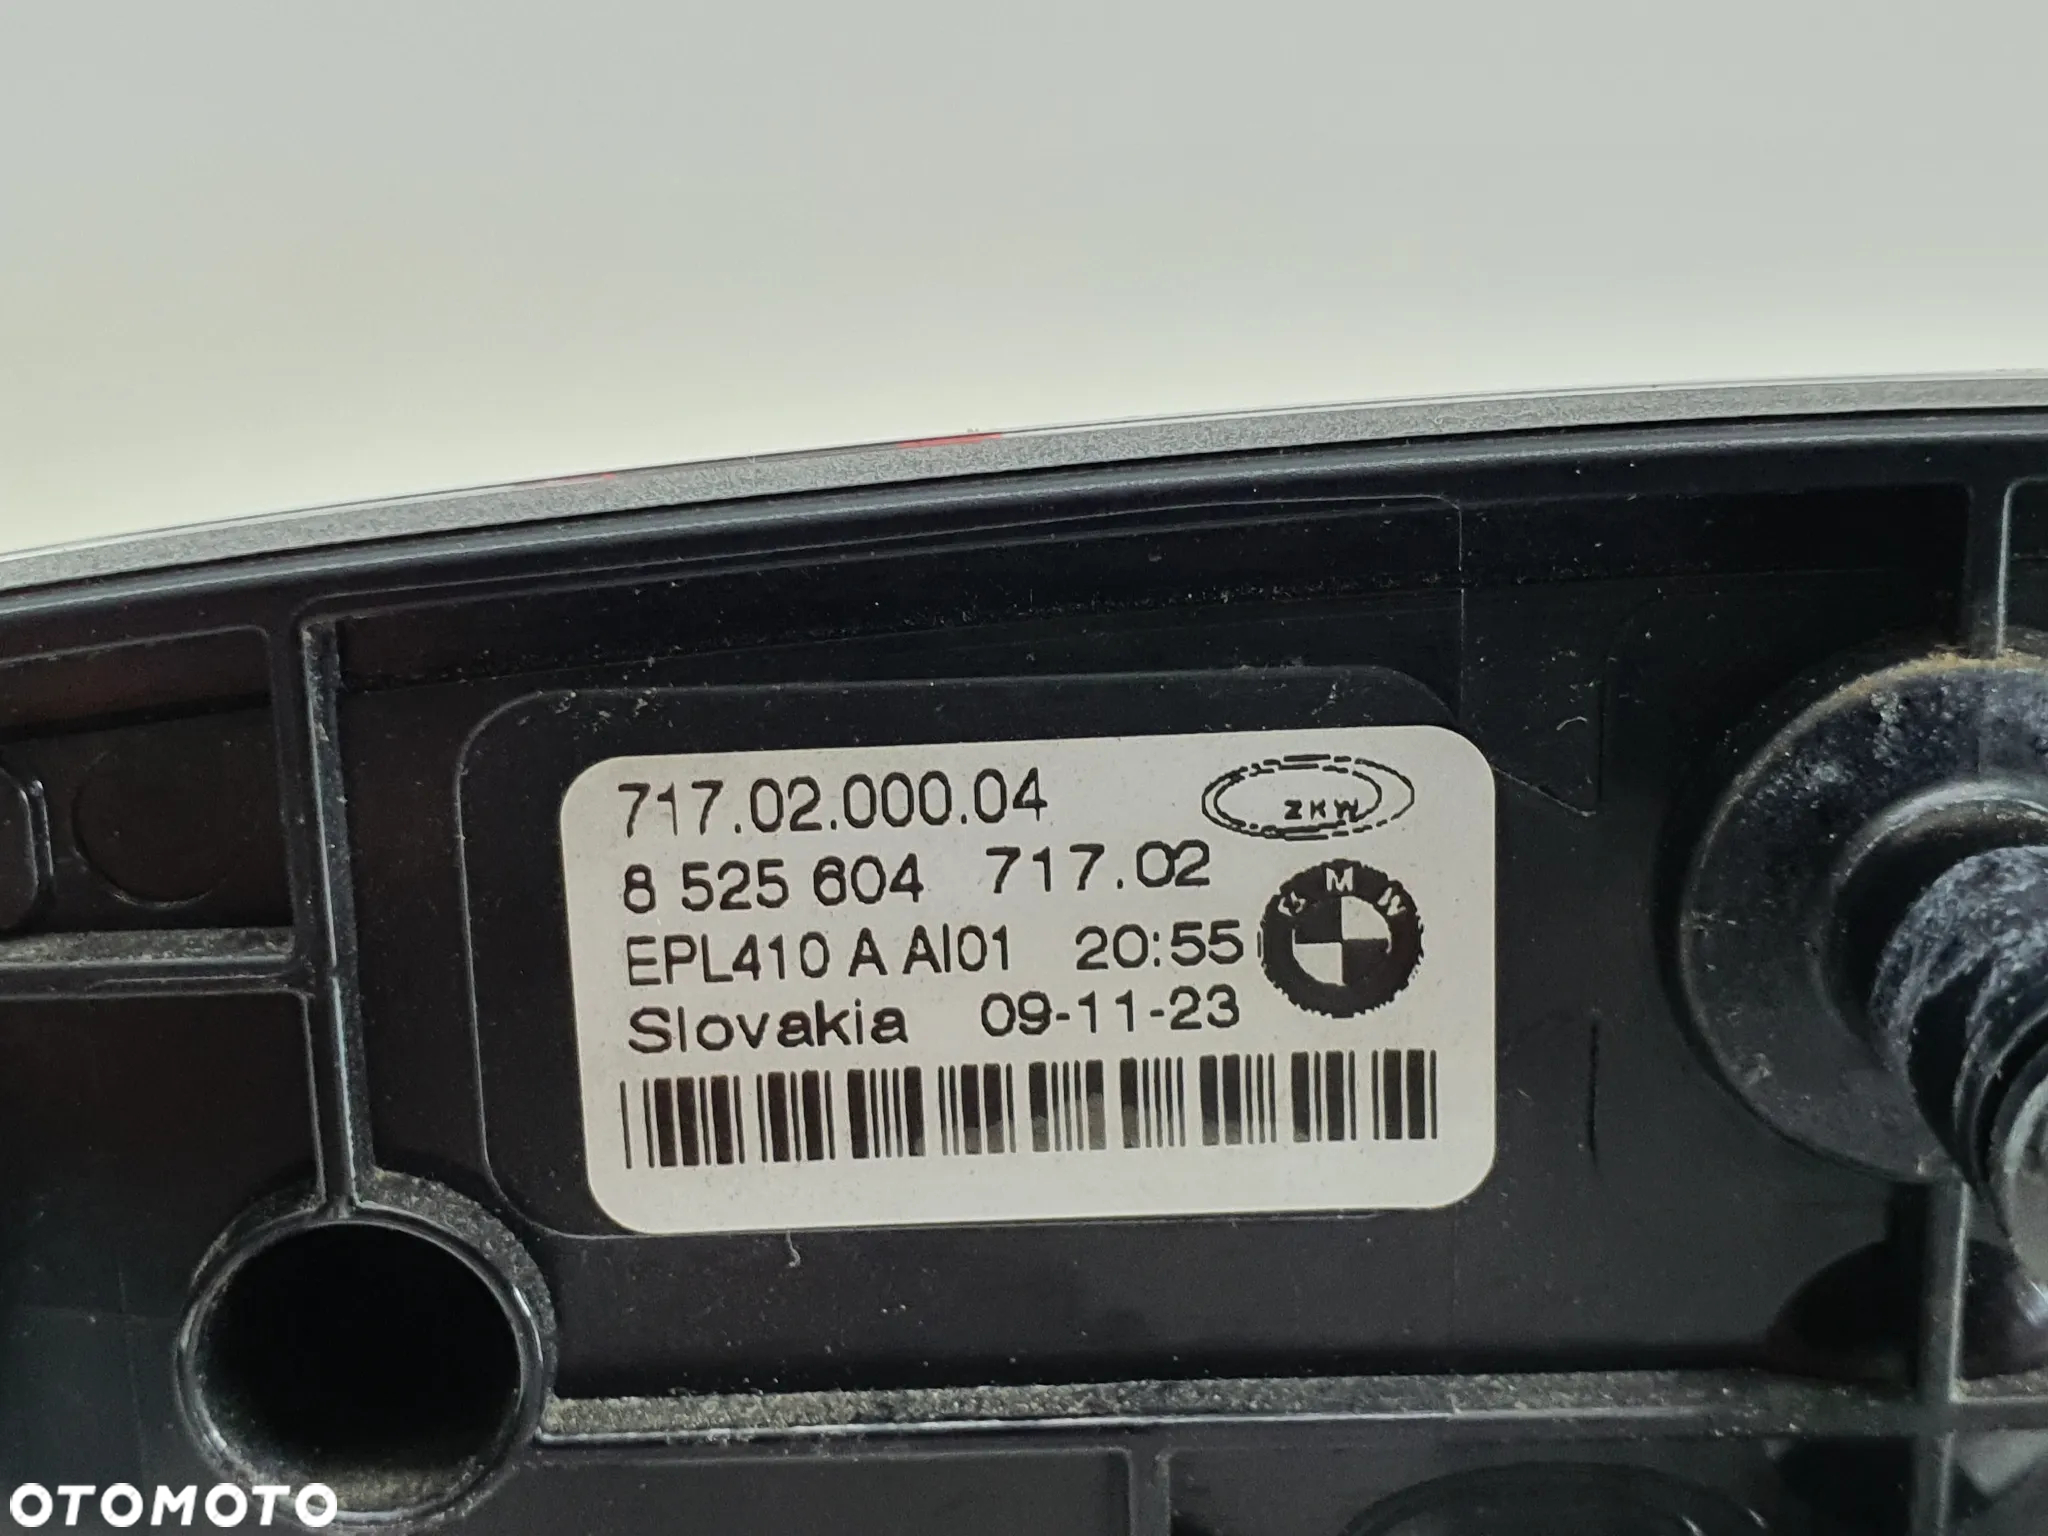 717.02.000.04
ZKW
8 525 604 717.02
BMW
EPL410 A AI01 20:55
Slovakia 09-11-23
OTOMOTO